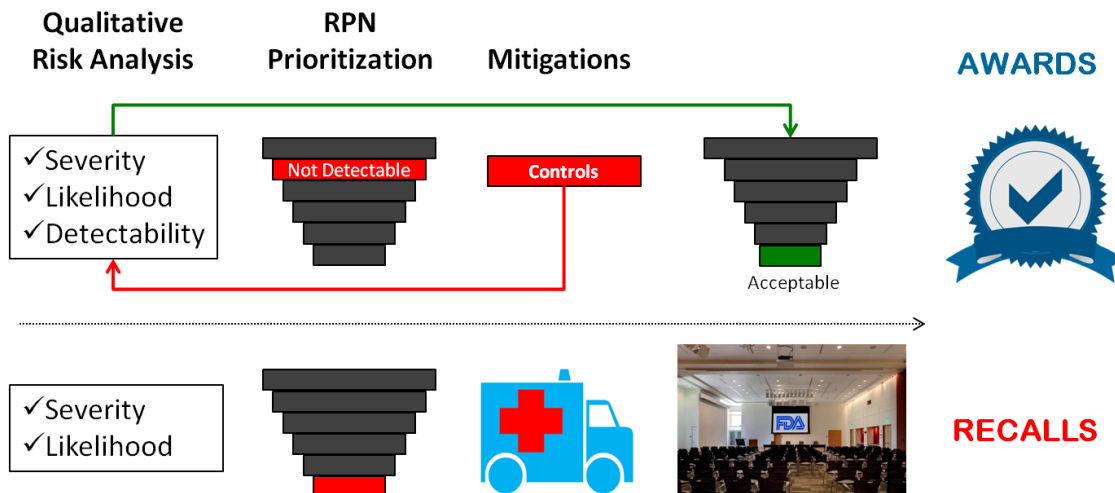 Qualitative
Risk Analysis
RPN
Prioritization
Mitigations
AWARDS
✓Severity
✓Likelihood
✓Detectability
Not Detectable
Controls
Acceptable
✓Severity
✓Likelihood
FDA
RECALLS